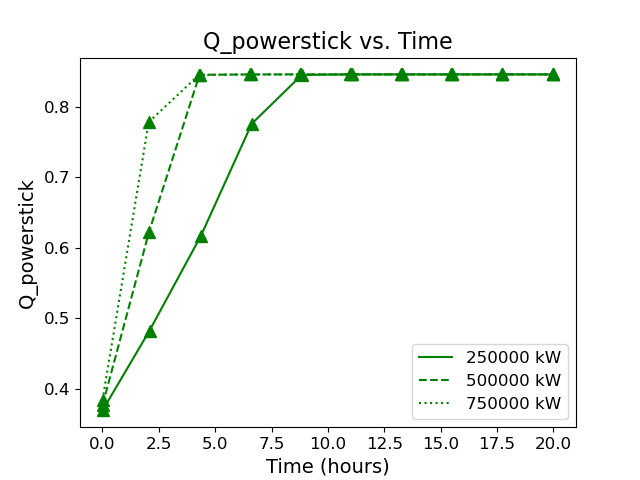 Q_powerstick vs. Time
Q_powerstick
0.8
0.7
0.6
0.5
0.4
250000 kW
500000 kW
750000 kW
0.0 2.5 5.0 7.5 10.0 12.5 15.0 17.5 20.0
Time (hours)